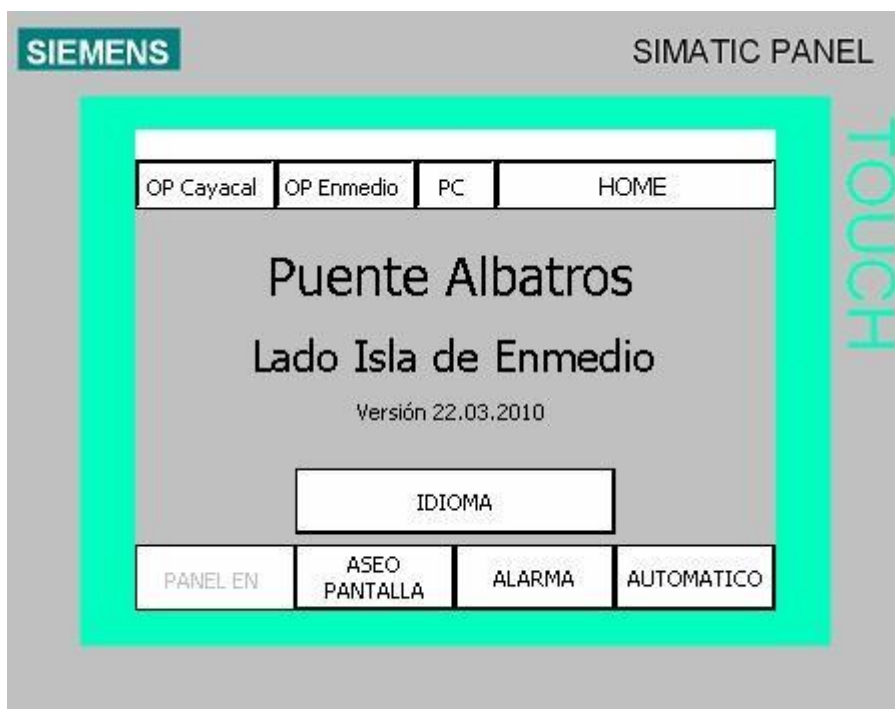 SIEMENS
SIMATIC PANEL
TOUCH
OP Cayacal
OP Enmedio
PC
HOME
Puente Albatros
Lado Isla de Enmedio
Versión 22.03.2010
IDIOMA
PANEL EN
ASEO
PANTALLA
ALARMA
AUTOMATICO